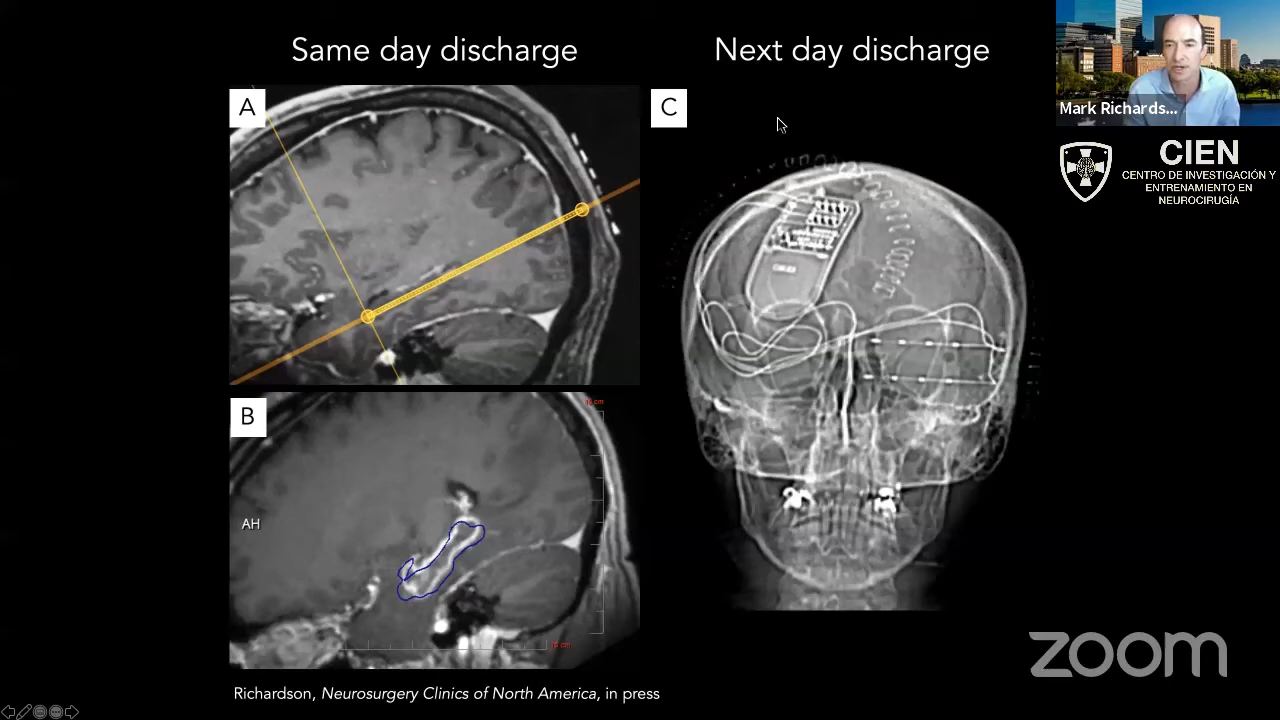 Same day discharge
Next day discharge
A
C
Mark Richards...
CIEN
CENTRO DE INVESTIGACIÓN Y
ENTRENAMIENTO EN
NEUROCIRUGÍA
B
AH
Richardson, Neurosurgery Clinics of North America, in press
zoom